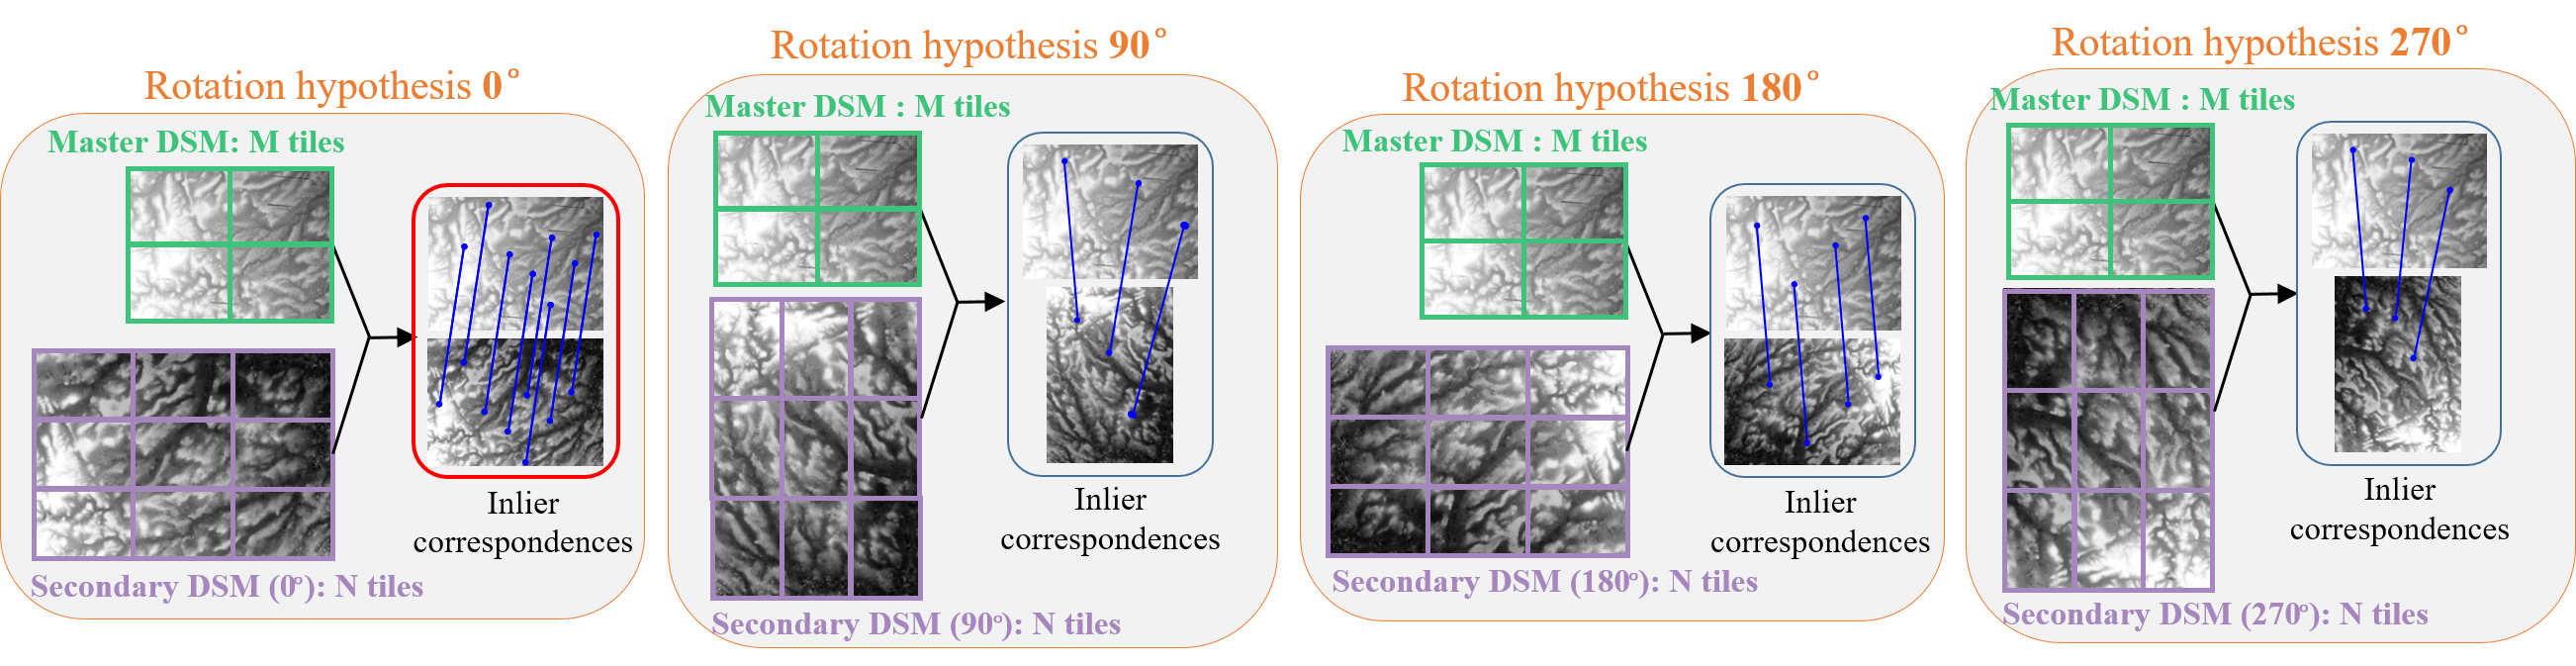 Rotation hypothesis 0°
Master DSM: M tiles
Inlier
correspondences
Secondary DSM (0°): N tiles
Rotation hypothesis 90°
Master DSM : M tiles
Inlier
correspondences
Secondary DSM (90°): N tiles
Rotation hypothesis 180°
Master DSM : M tiles
Inlier
correspondences
Secondary DSM (180°): N tiles
Rotation hypothesis 270°
Master DSM : M tiles
Inlier
correspondences
Secondary DSM (270°): N tiles